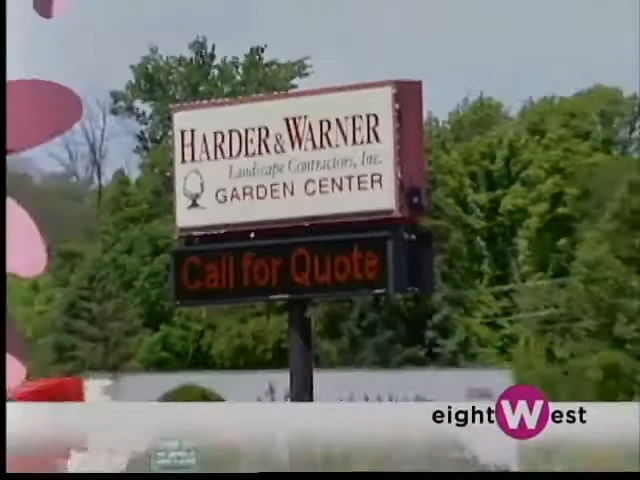 HARDER & WARNER
Landscape Contractors, Inc.
GARDEN CENTER
Call for Quote
eightWest